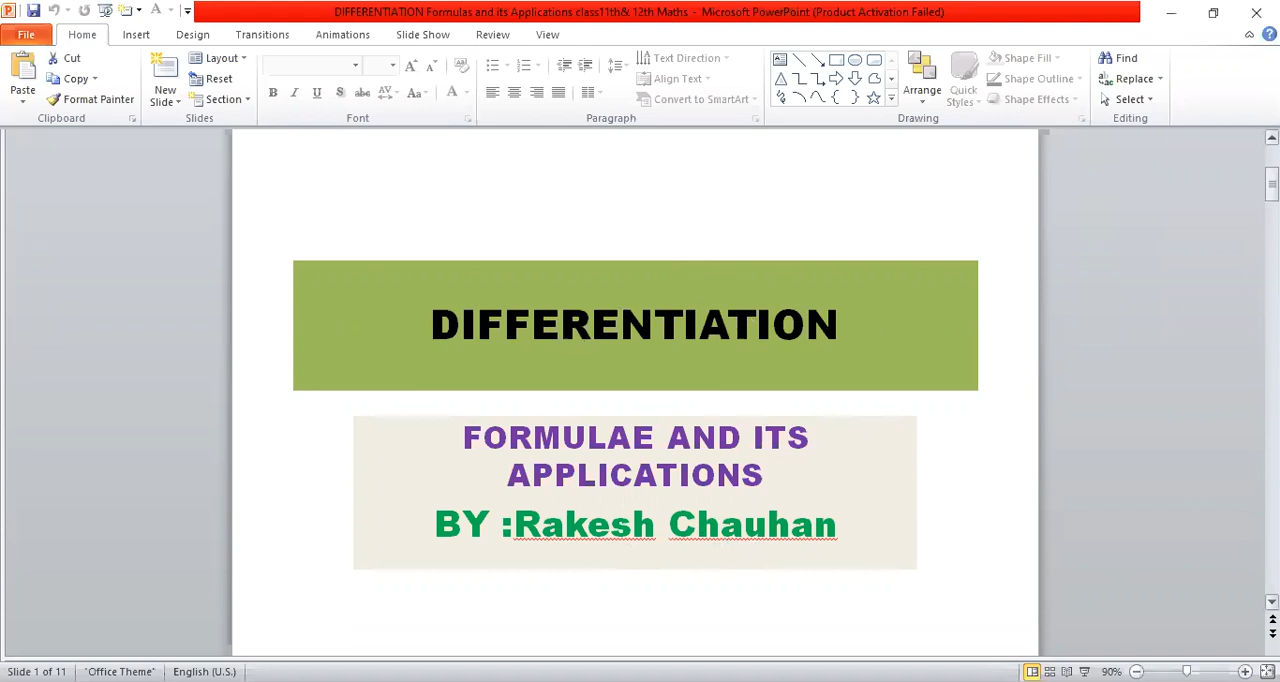 DIFFERENTIATION Formulas and its Applications class11th& 12th Maths - Microsoft PowerPoint (Product Activation Failed)
File Home Insert Design Transitions Animations Slide Show Review View
Cut Layout Text Direction Shape Fill Find
Copy Reset Align Text Shape Outline Replace
Paste Format Painter New Slide Section Convert to SmartArt Arrange Quick Styles Shape Effects Select
Clipboard Slides Font Paragraph Drawing Editing
DIFFERENTIATION
FORMULAE AND ITS
APPLICATIONS
BY :Rakesh Chauhan
Slide 1 of 11 "Office Theme" English (U.S.) 90%